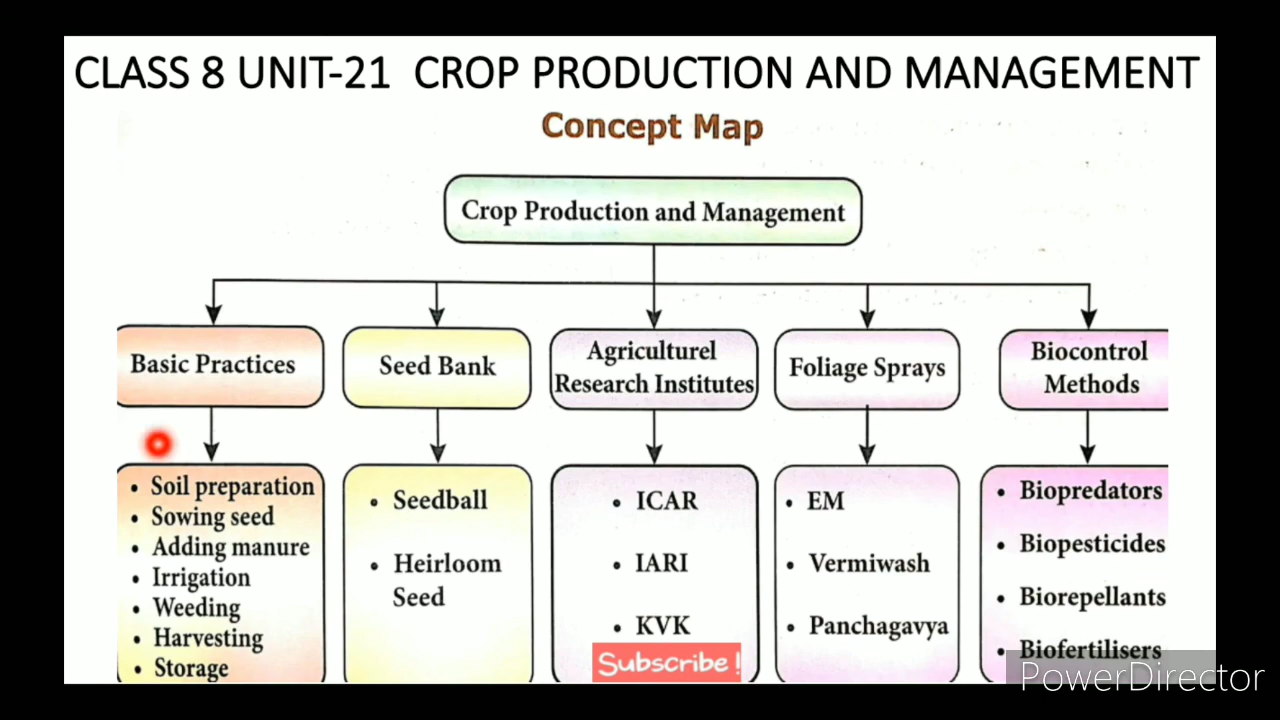 CLASS 8 UNIT-21 CROP PRODUCTION AND MANAGEMENT
Concept Map
Crop Production and Management
Basic Practices
Seed Bank
Agriculturel
Research Institutes
Foliage Sprays
Biocontrol
Methods
• Soil preparation
• Sowing seed
• Adding manure
• Irrigation
• Weeding
• Harvesting
• Storage
• Seedball
• Heirloom
Seed
• ICAR
• IARI
• KVK
• EM
• Vermiwash
• Panchagavya
• Biopredators
• Biopesticides
• Biorepellants
• Biofertilisers
Subscribe!
PowerDirector